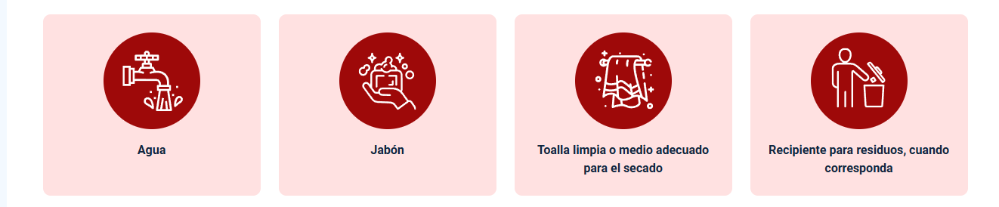 Agua
Jabón
Toalla limpia o medio adecuado
para el secado
Recipiente para residuos, cuando
corresponda